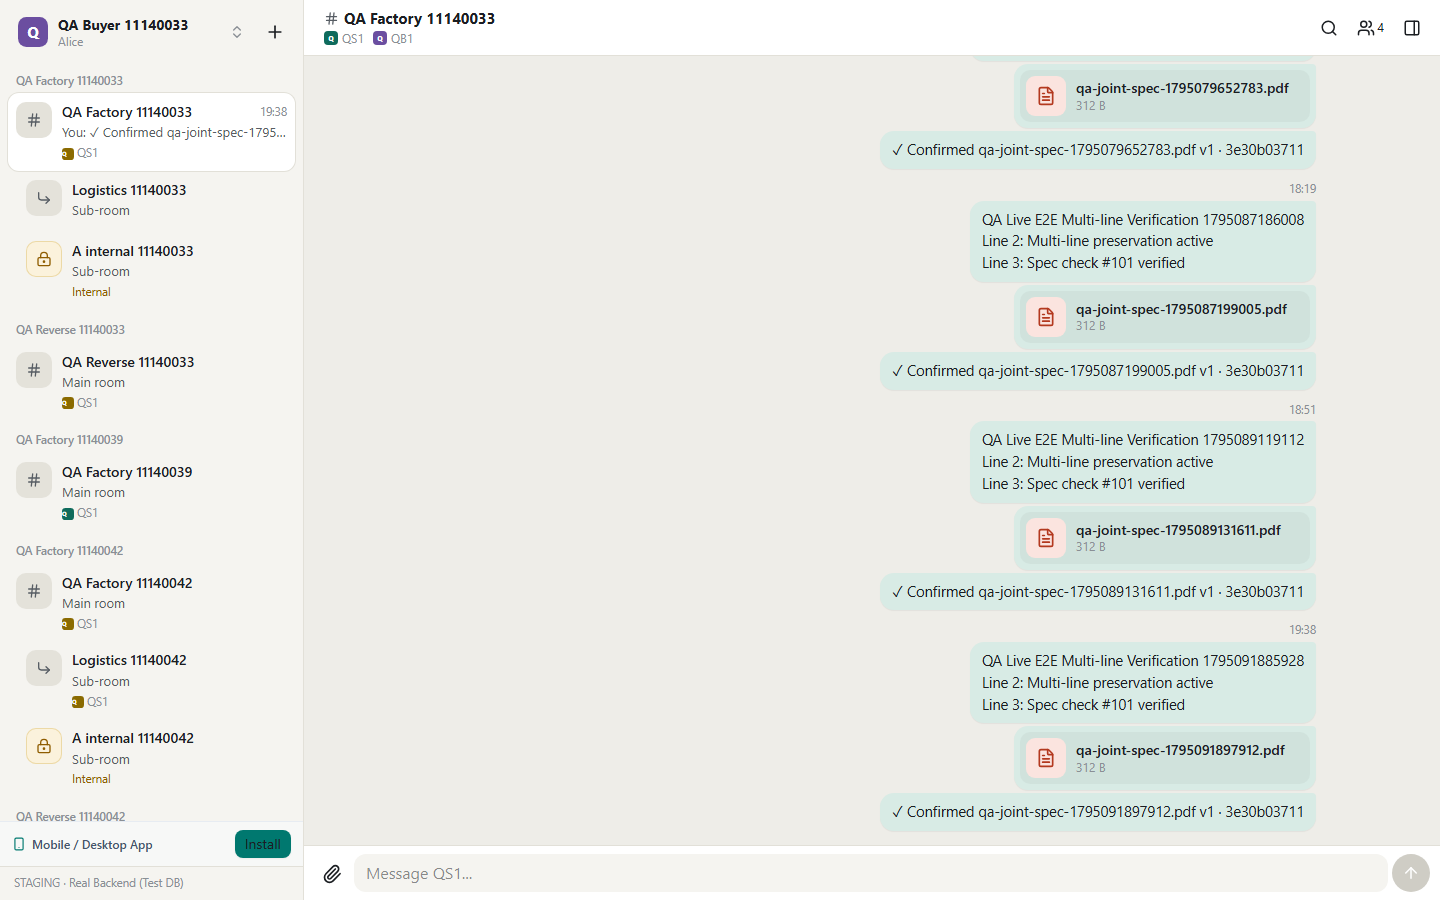 Q
QA Buyer 11140033
Alice
QA Factory 11140033
QA Factory 11140033
19:38
You: ✓ Confirmed qa-joint-spec-1795...
QS1
Logistics 11140033
Sub-room
A internal 11140033
Sub-room
Internal
QA Reverse 11140033
QA Reverse 11140033
Main room
QS1
QA Factory 11140039
QA Factory 11140039
Main room
QS1
QA Factory 11140042
QA Factory 11140042
Main room
QS1
Logistics 11140042
Sub-room
QS1
A internal 11140042
Sub-room
Internal
QA Reverse 11140042
Mobile / Desktop App
Install
STAGING · Real Backend (Test DB)
# QA Factory 11140033
Q QS1 Q QB1
4
qa-joint-spec-1795079652783.pdf
312 B
✓ Confirmed qa-joint-spec-1795079652783.pdf v1 · 3e30b03711
18:19
QA Live E2E Multi-line Verification 1795087186008
Line 2: Multi-line preservation active
Line 3: Spec check #101 verified
qa-joint-spec-1795087199005.pdf
312 B
✓ Confirmed qa-joint-spec-1795087199005.pdf v1 · 3e30b03711
18:51
QA Live E2E Multi-line Verification 1795089119112
Line 2: Multi-line preservation active
Line 3: Spec check #101 verified
qa-joint-spec-1795089131611.pdf
312 B
✓ Confirmed qa-joint-spec-1795089131611.pdf v1 · 3e30b03711
19:38
QA Live E2E Multi-line Verification 1795091885928
Line 2: Multi-line preservation active
Line 3: Spec check #101 verified
qa-joint-spec-1795091897912.pdf
312 B
✓ Confirmed qa-joint-spec-1795091897912.pdf v1 · 3e30b03711
Message QS1...